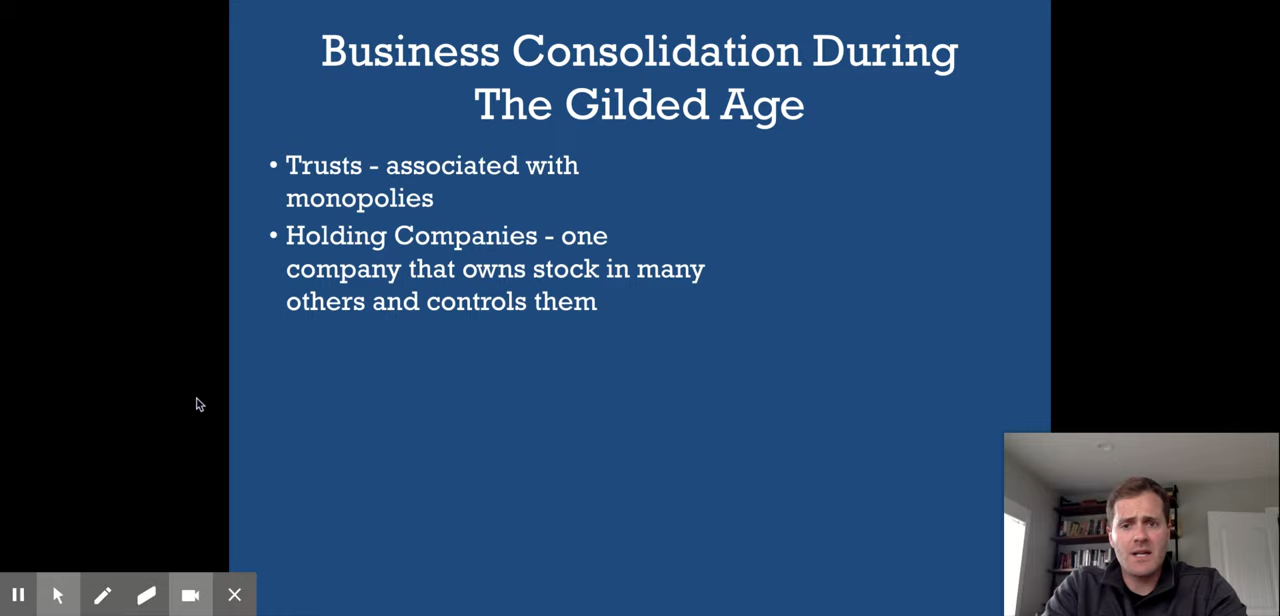 Business Consolidation During
The Gilded Age
• Trusts - associated with
monopolies
• Holding Companies - one
company that owns stock in many
others and controls them